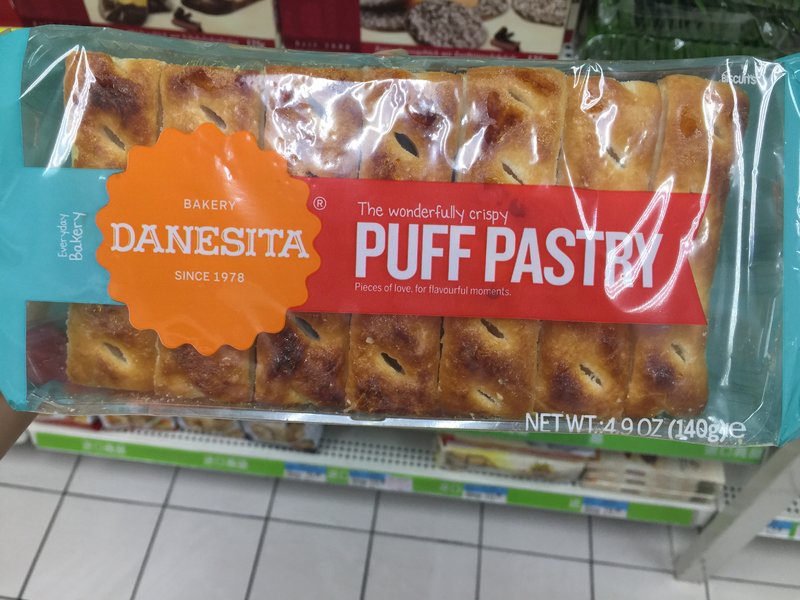 BISCUITS
Everyday
Bakery
BAKERY
DANESITA
SINCE 1978
®
The wonderfully crispy
PUFF PASTRY
Pieces of love, for flavourful moments.
NET WT.:4.9 OZ (140g)e